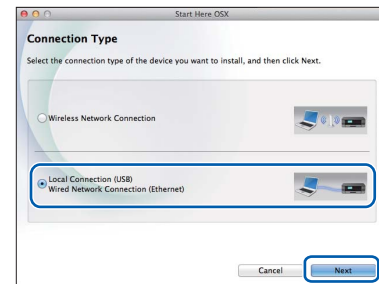 Start Here OSX
Connection Type
Select the connection type of the device you want to install, and then click Next.
Wireless Network Connection
Local Connection (USB)
Wired Network Connection (Ethernet)
Cancel
Next